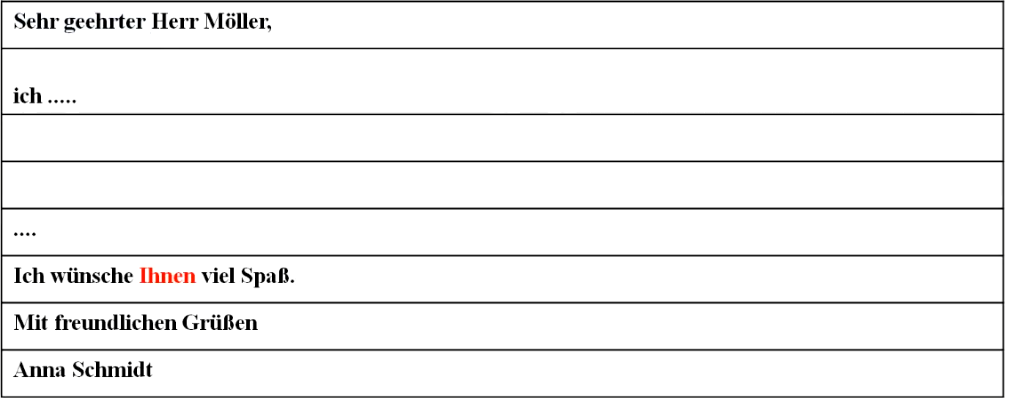 Sehr geehrter Herr Möller,
ich .....
....
Ich wünsche Ihnen viel Spaß.
Mit freundlichen Grüßen
Anna Schmidt